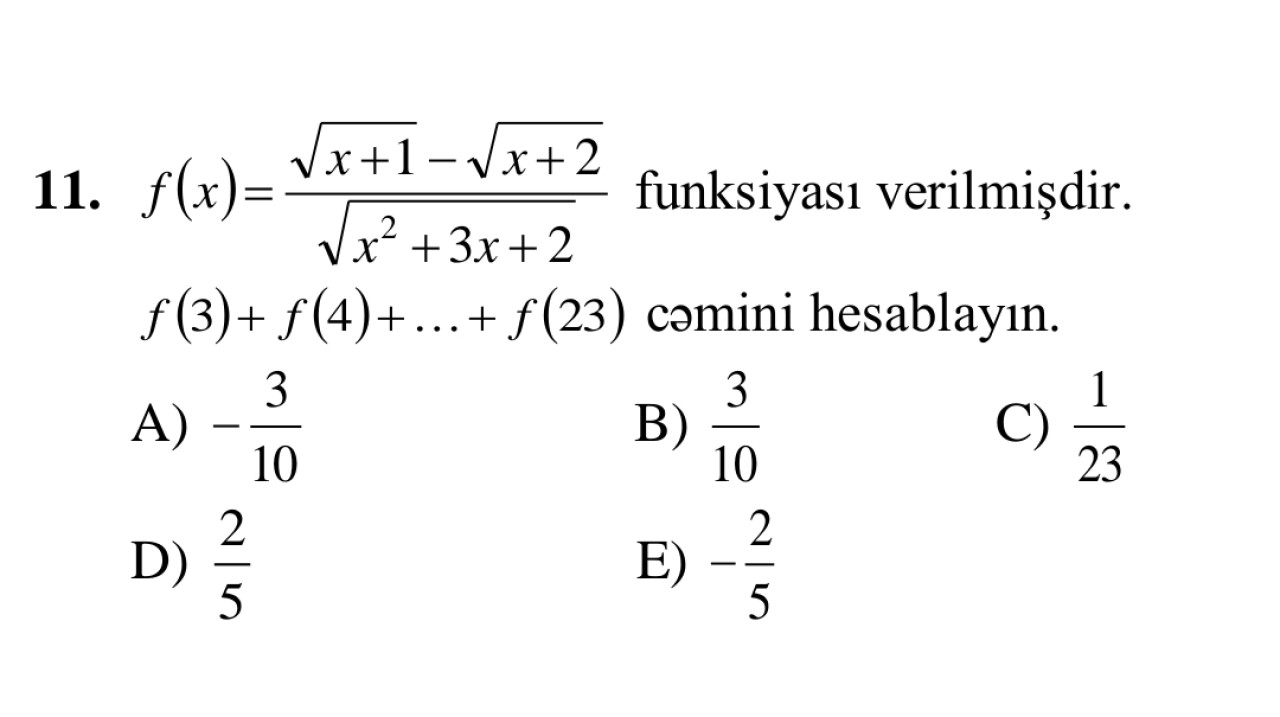 11. f(x)=\frac{\sqrt{x+1}-\sqrt{x+2}}{\sqrt{x^2+3x+2}} funksiyası verilmişdir.
f(3)+f(4)+...+f(23) cəmini hesablayın.
A) -\frac{3}{10} B) \frac{3}{10} C) \frac{1}{23}
D) \frac{2}{5} E) -\frac{2}{5}